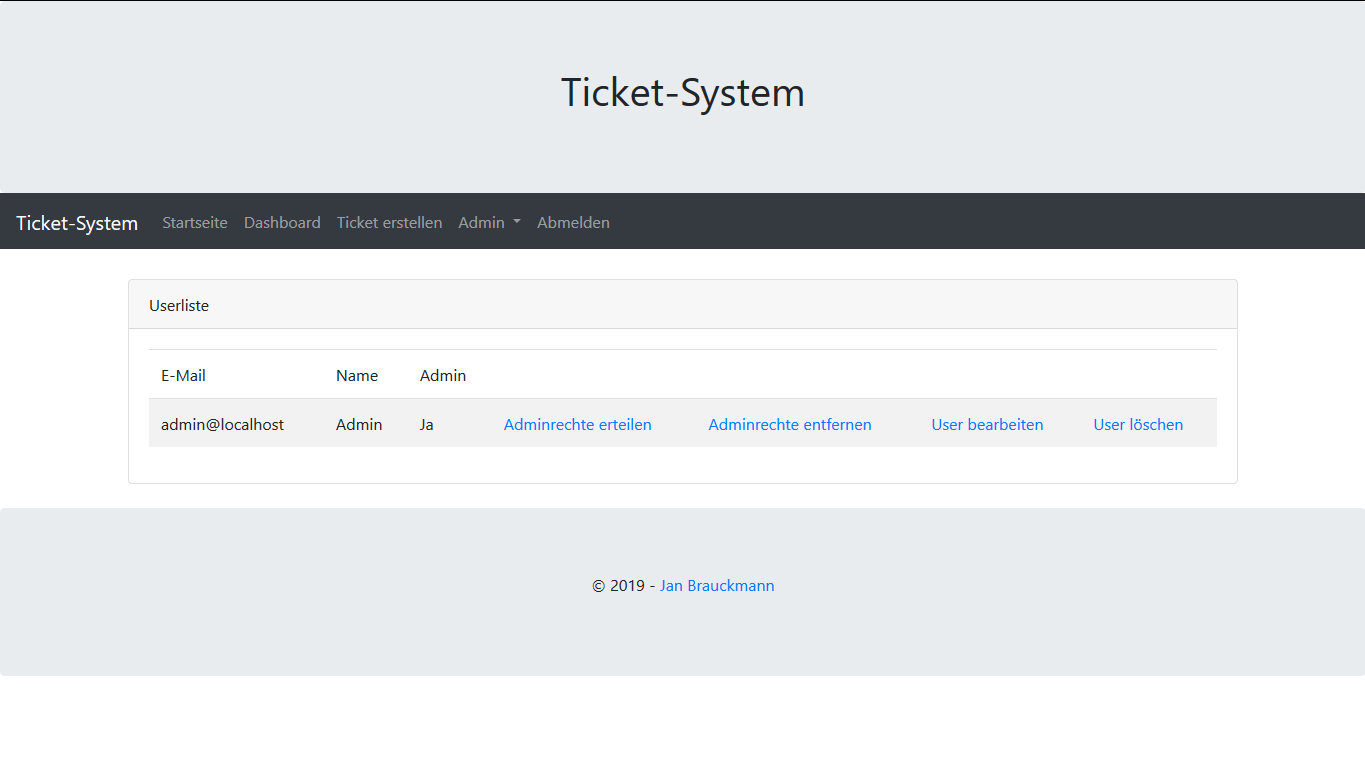 Ticket-System
Ticket-System Startseite Dashboard Ticket erstellen Admin Abmelden
Userliste
E-Mail Name Admin
admin@localhost Admin Ja Adminrechte erteilen Adminrechte entfernen User bearbeiten User löschen
© 2019 - Jan Brauckmann